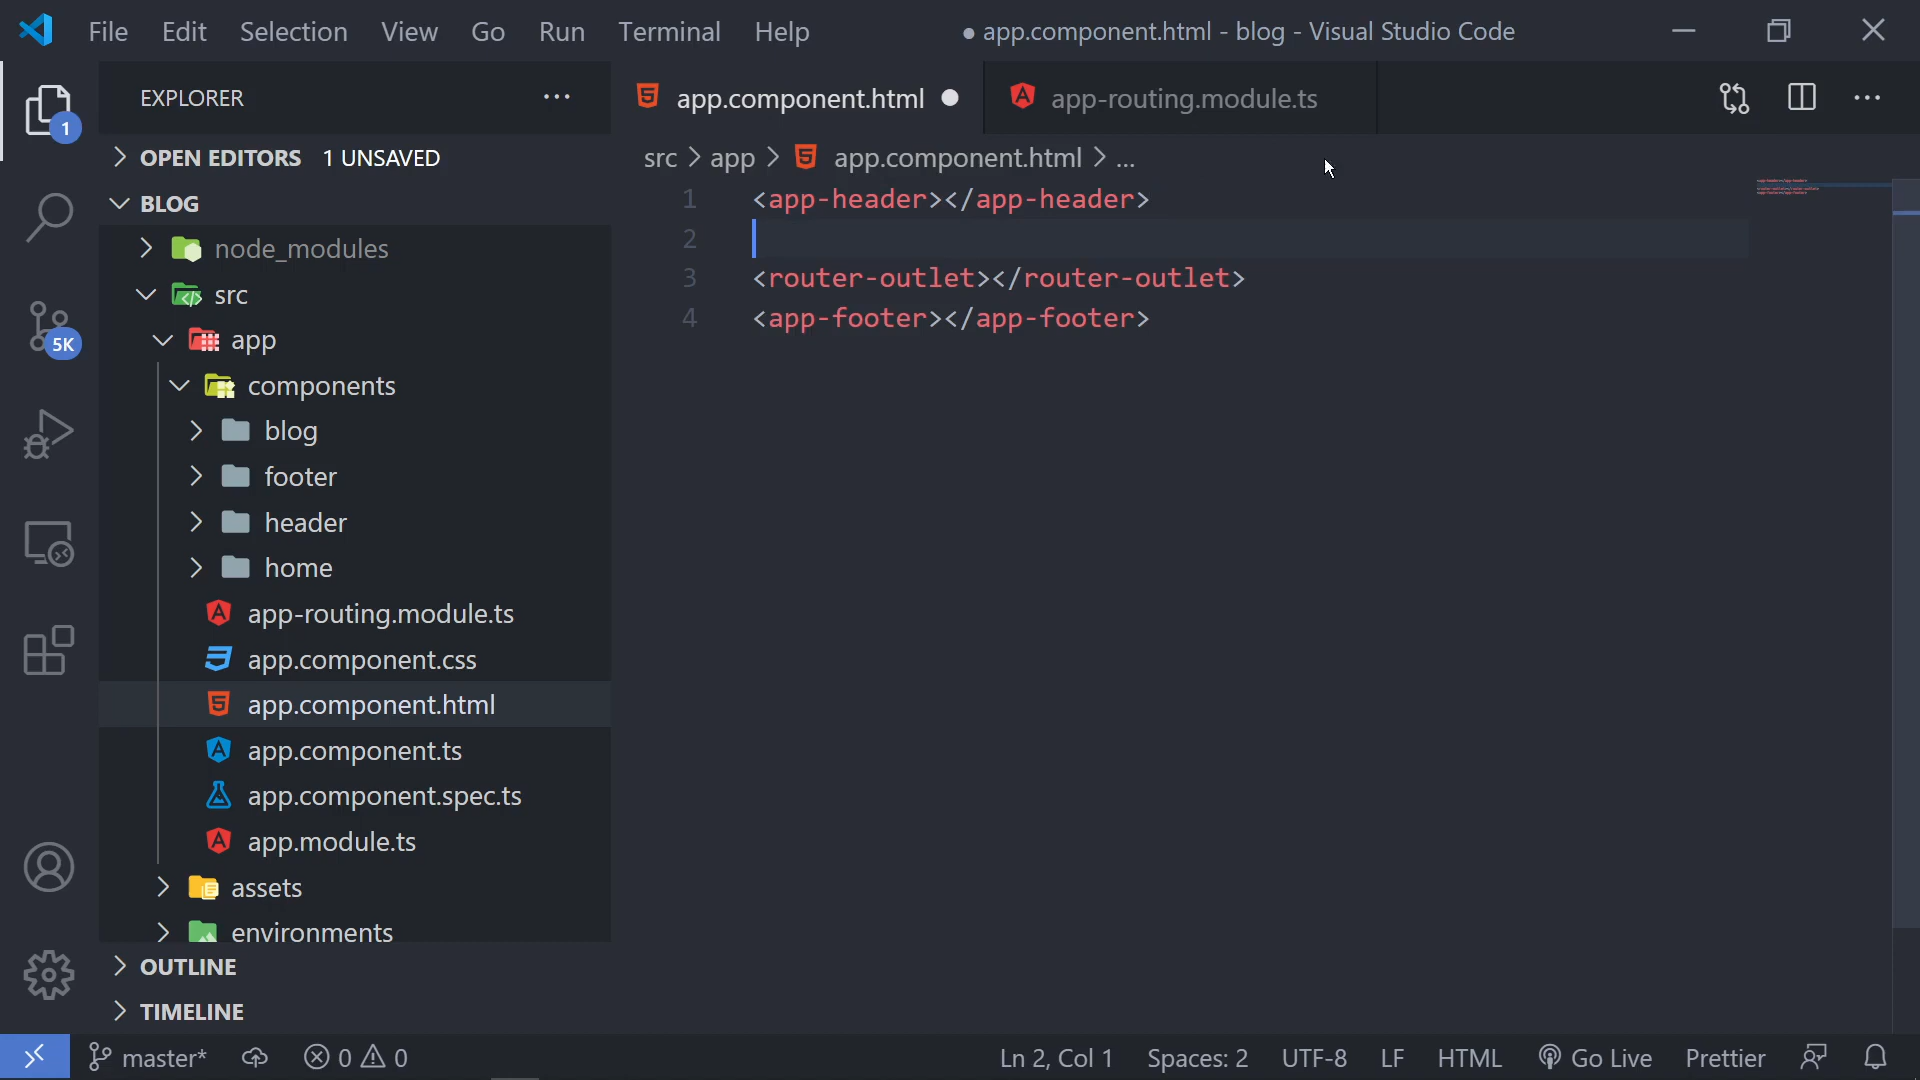 File Edit Selection View Go Run Terminal Help
● app.component.html - blog - Visual Studio Code
EXPLORER ...
app.component.html ●
app-routing.module.ts
1
OPEN EDITORS 1 UNSAVED
BLOG
node_modules
src
app
components
blog
footer
header
home
app-routing.module.ts
app.component.css
app.component.html
app.component.ts
app.component.spec.ts
app.module.ts
assets
environments
OUTLINE
TIMELINE
5K
src > app > app.component.html > ...
1 <app-header></app-header>
2
3 <router-outlet></router-outlet>
4 <app-footer></app-footer>
master* 0 0
Ln 2, Col 1 Spaces: 2 UTF-8 LF HTML Go Live Prettier